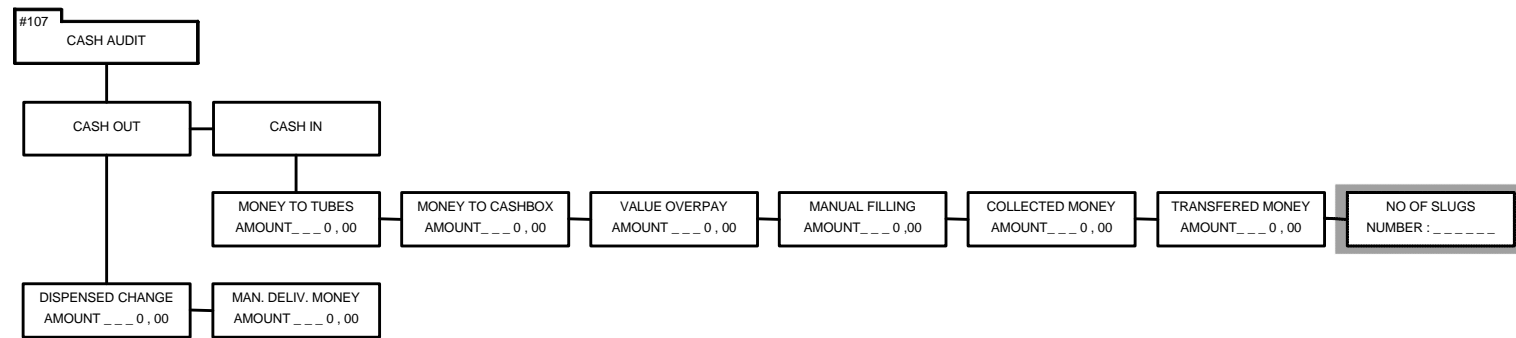 #107
CASH AUDIT
CASH OUT
CASH IN
MONEY TO TUBES
AMOUNT_ _ _ 0 , 00
MONEY TO CASHBOX
AMOUNT_ _ _ 0 , 00
VALUE OVERPAY
AMOUNT _ _ _ 0 , 00
MANUAL FILLING
AMOUNT_ _ _ 0 ,00
COLLECTED MONEY
AMOUNT_ _ _ 0 , 00
TRANSFERED MONEY
AMOUNT_ _ _ 0 , 00
NO OF SLUGS
NUMBER : _ _ _ _ _ _
DISPENSED CHANGE
AMOUNT _ _ _ 0 , 00
MAN. DELIV. MONEY
AMOUNT _ _ _ 0 , 00